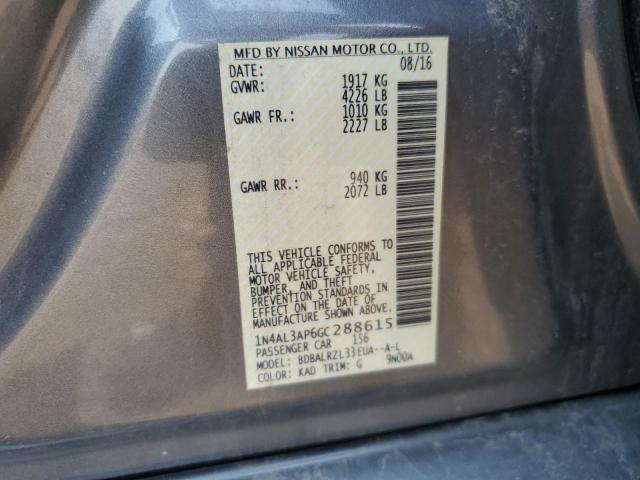 MFD BY NISSAN MOTOR CO., LTD.
DATE: 08/16
GVWR: 1917 KG
4226 LB
GAWR FR.: 1010 KG
2227 LB
GAWR RR.: 940 KG
2072 LB
THIS VEHICLE CONFORMS TO
ALL APPLICABLE FEDERAL
MOTOR VEHICLE SAFETY,
BUMPER, AND THEFT
PREVENTION STANDARDS IN
EFFECT ON THE DATE OF
MANUFACTURE SHOWN ABOVE.
1N4AL3AP6GC288615
PASSENGER CAR 156
MODEL: BDBALRZL33EUA--A-L
COLOR: KAD TRIM: G 9N00A